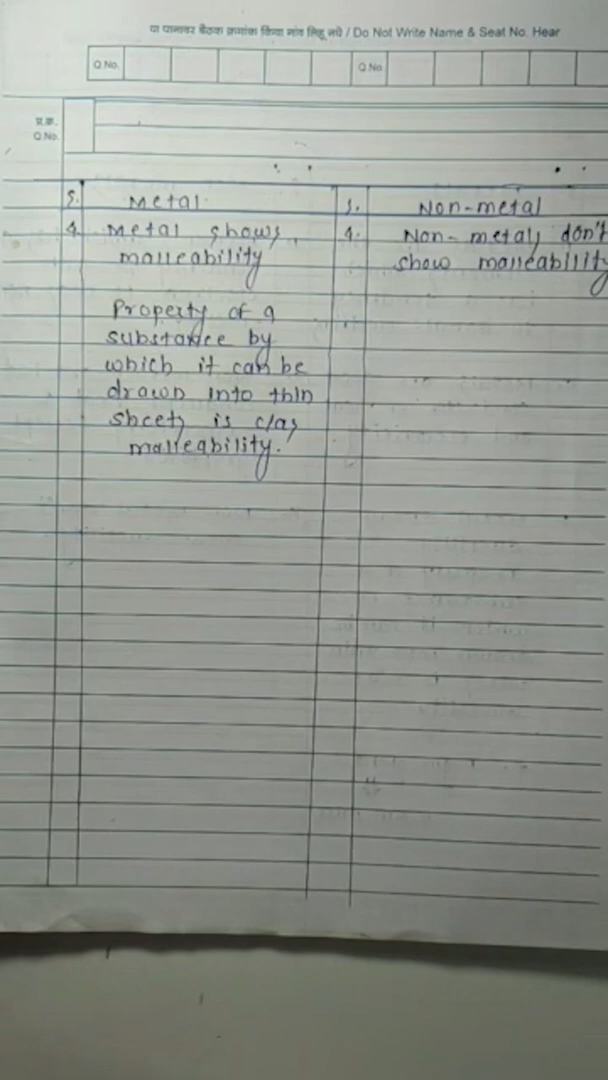 या पानावर बैठक क्रमांक किंवा नांव लिहू नये / Do Not Write Name & Seat No. Hear
Q.No. Q.No.
प्र.क्र.
Q.No.
S. Metal S. Non-metal
4. Metal shows 4. Non-metals don't
malleability show malleability
Property of a
substance by
which it can be
drawn into thin
sheets is clas
malleability.